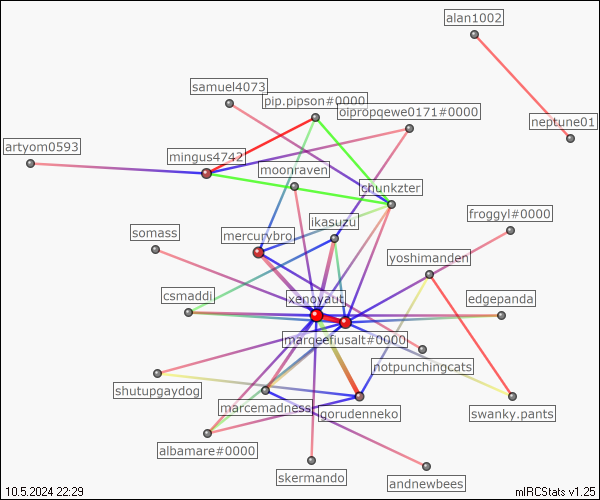 alan1002
samuel4073
pip.pipson#0000
oipropqewe0171#0000
neptune01
artyom0593
mingus4742
moonraven
chunkzter
froggyl#0000
ikasuzu
mercurybro
somass
yoshimanden
csmaddi
xenoyaut
edgepanda
marqeefiusalt#0000
notpunchingcats
shutupgaydog
marcemadness
gorudenneko
swanky.pants
albamare#0000
skermando
andnewbees
10.5.2024 22:29
mIRCStats v1.25